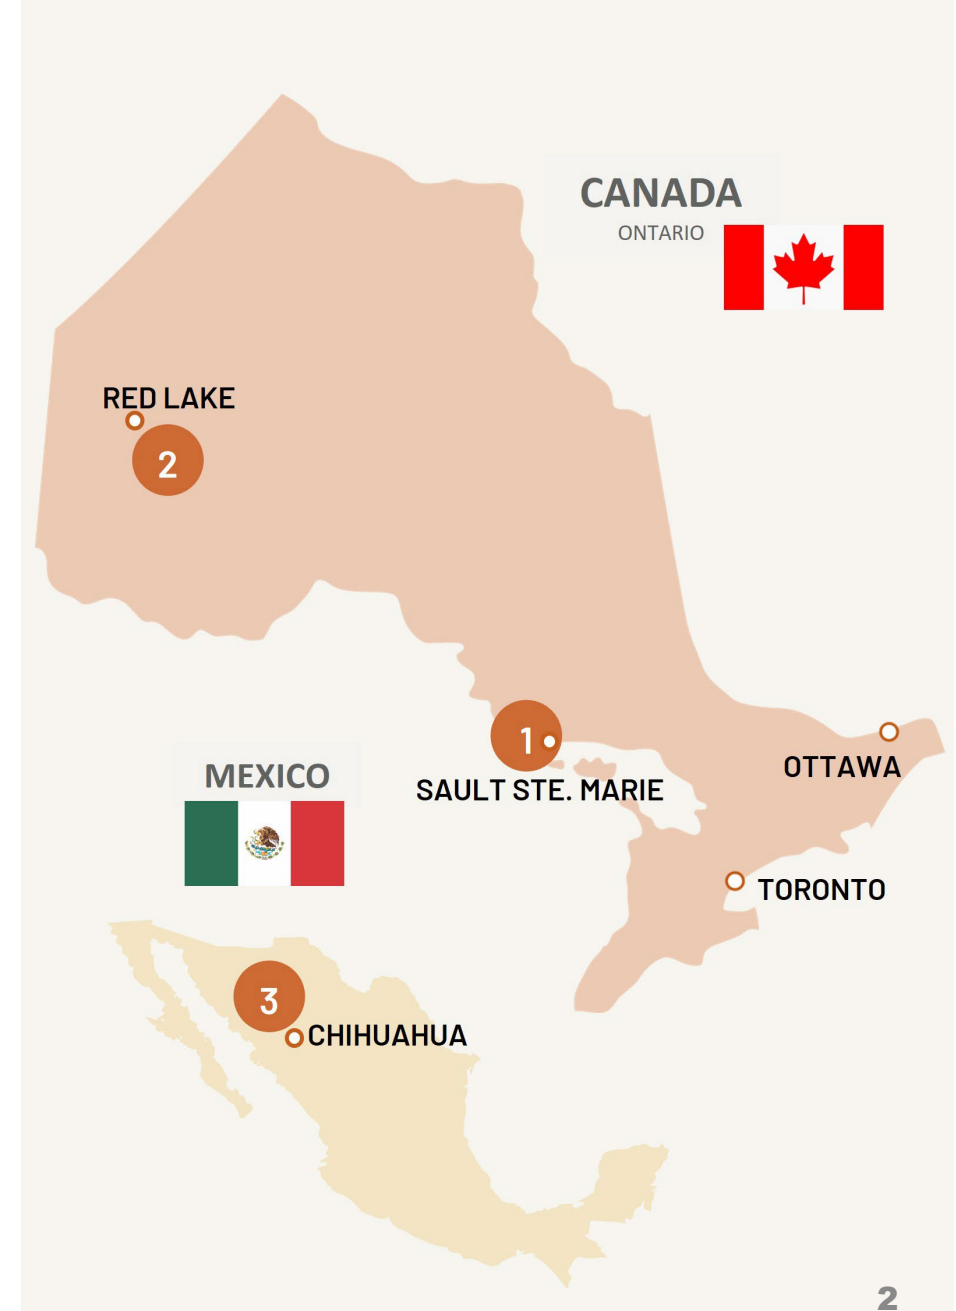 CANADA
ONTARIO
RED LAKE
2
1
SAULT STE. MARIE
OTTAWA
TORONTO
MEXICO
3
CHIHUAHUA
2